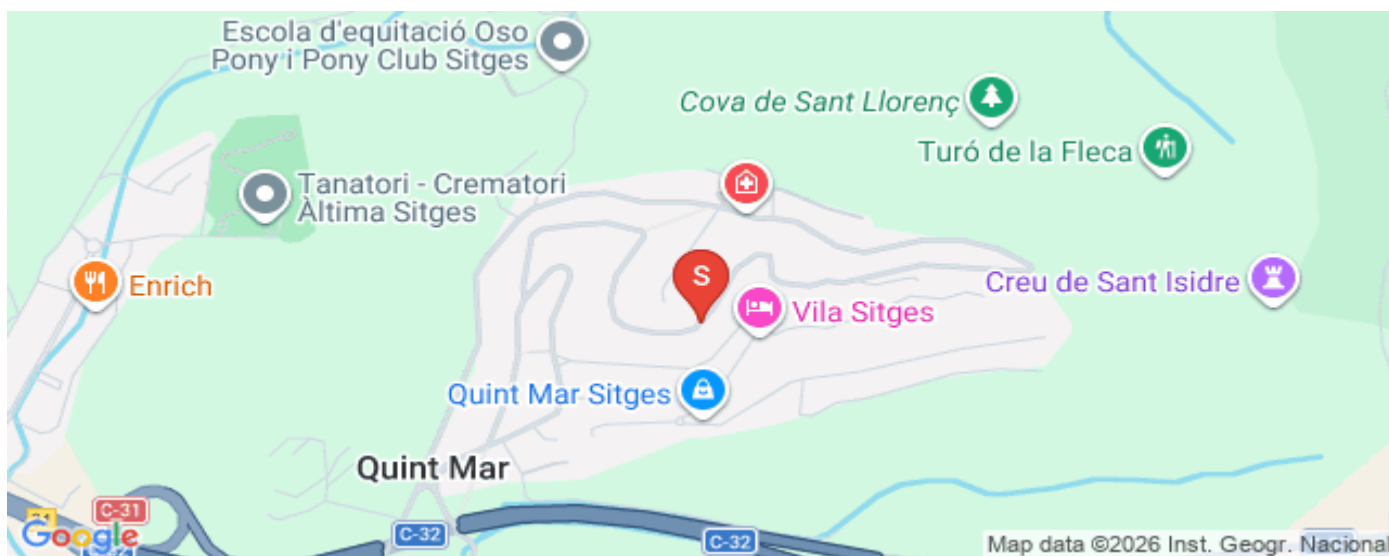 Escola d'equitació Oso
Pony i Pony Club Sitges
Cova de Sant Llorenç
Turó de la Fleca
Tanatori - Crematori
Àltima Sitges
Enrich
S
Creu de Sant Isidre
Vila Sitges
Quint Mar Sitges
Quint Mar
C-31
C-32
C-32
Google
Map data ©2026 Inst. Geogr. Nacional